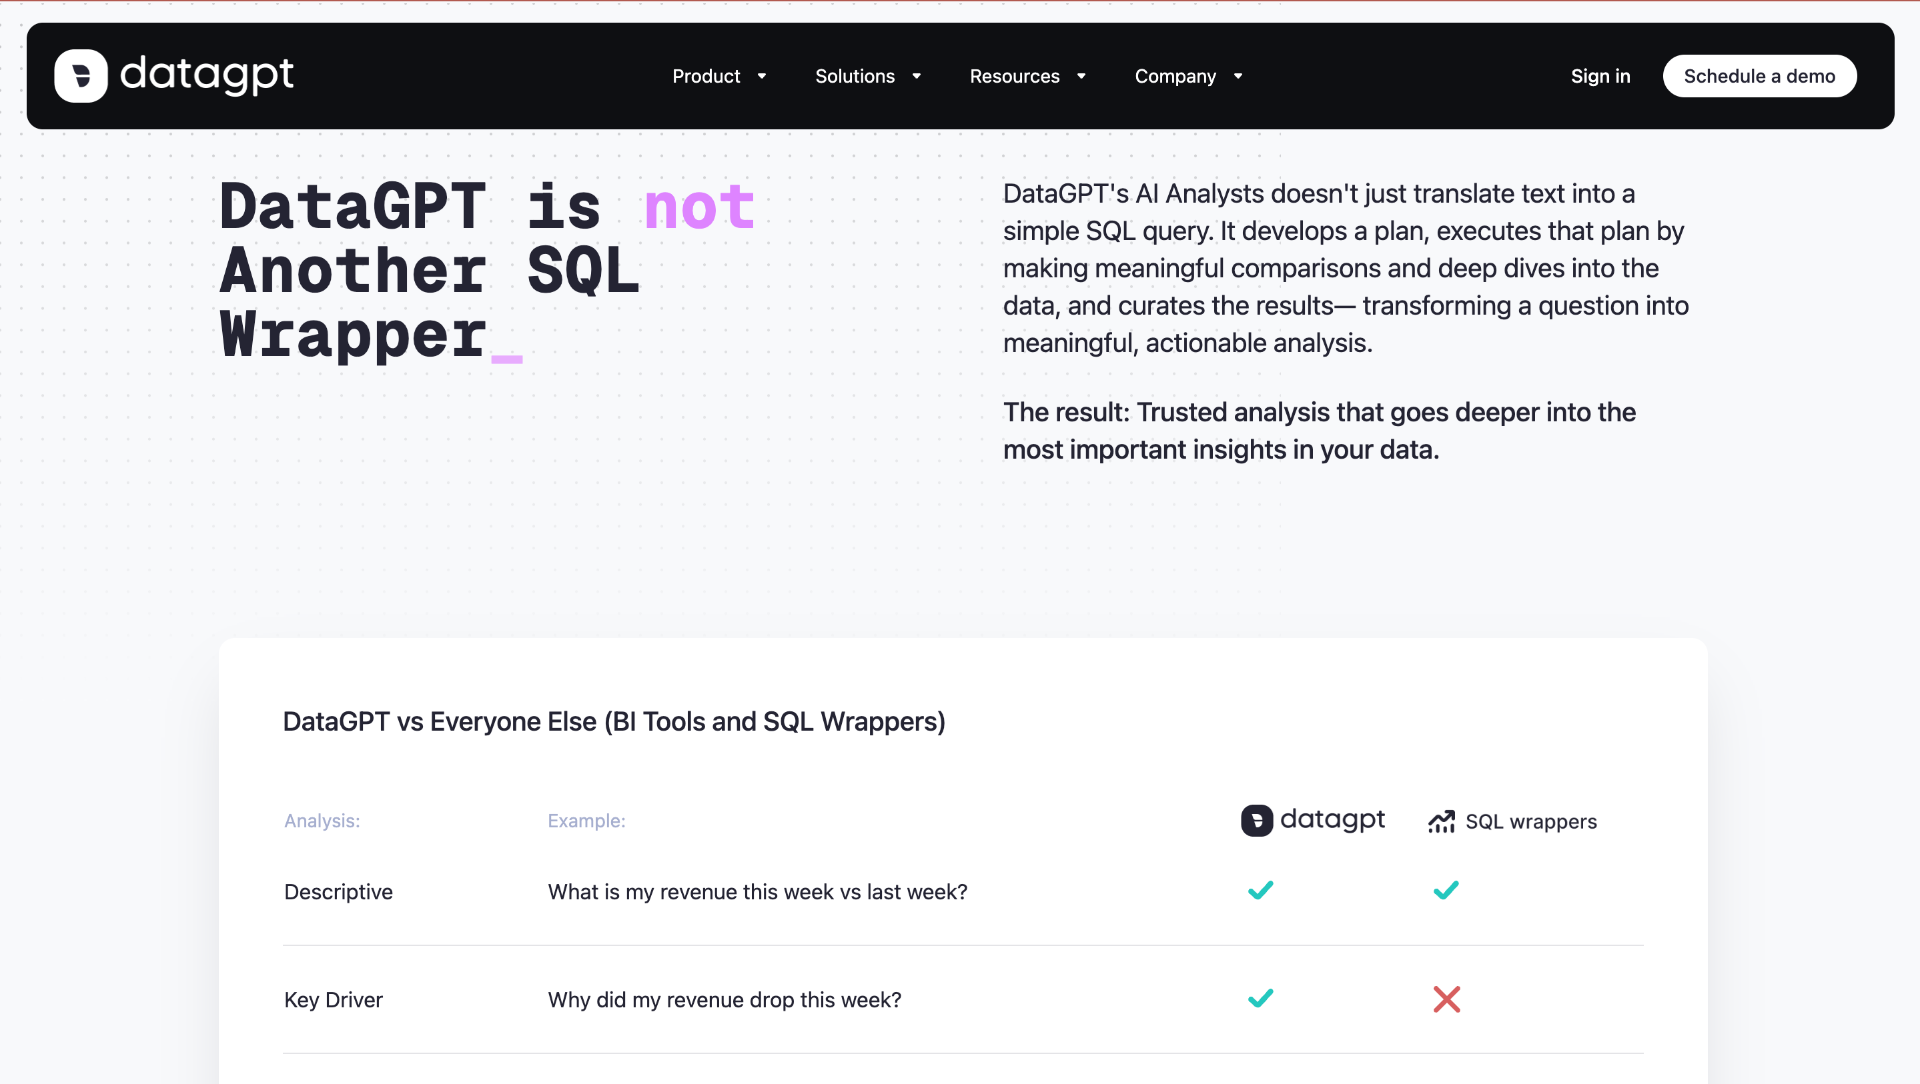 datagpt
Product
Solutions
Resources
Company
Sign in
Schedule a demo
DataGPT is not
Another SQL
Wrapper_
DataGPT's AI Analysts doesn't just translate text into a
simple SQL query. It develops a plan, executes that plan by
making meaningful comparisons and deep dives into the
data, and curates the results— transforming a question into
meaningful, actionable analysis.
The result: Trusted analysis that goes deeper into the
most important insights in your data.
DataGPT vs Everyone Else (BI Tools and SQL Wrappers)
Analysis:
Example:
datagpt
SQL wrappers
Descriptive
What is my revenue this week vs last week?
Key Driver
Why did my revenue drop this week?